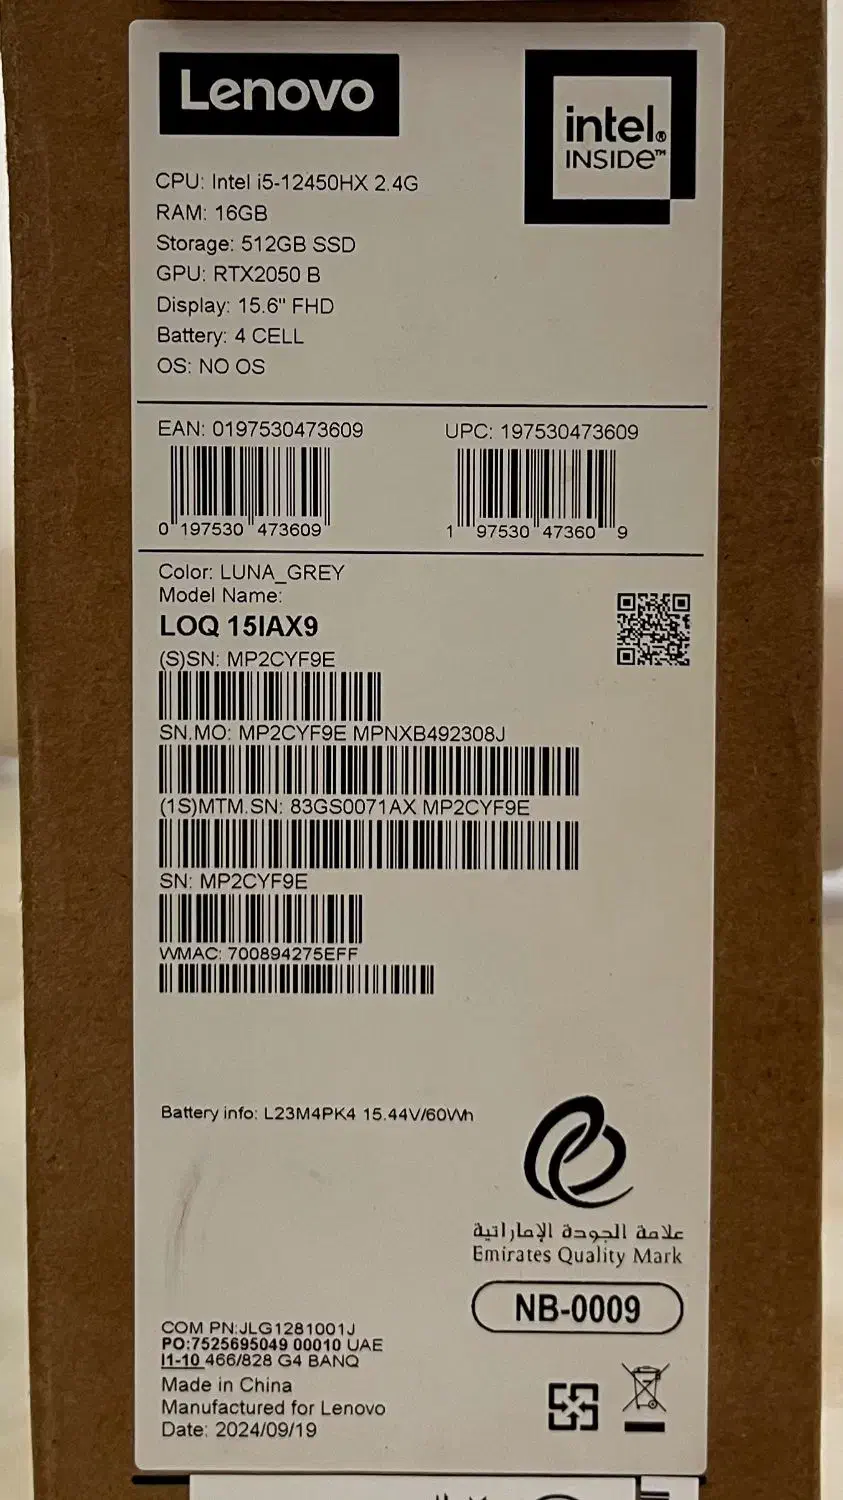 Lenovo
intel®
INSIDE™
CPU: Intel i5-12450HX 2.4G
RAM: 16GB
Storage: 512GB SSD
GPU: RTX2050 B
Display: 15.6" FHD
Battery: 4 CELL
OS: NO OS
EAN: 0197530473609
UPC: 197530473609
0 197530 473609
1 97530 47360 9
Color: LUNA_GREY
Model Name:
LOQ 15IAX9
(S)SN: MP2CYF9E
SN.MO: MP2CYF9E MPNXB492308J
(1S)MTM.SN: 83GS0071AX MP2CYF9E
SN: MP2CYF9E
WMAC: 700894275EFF
Battery info: L23M4PK4 15.44V/60Wh
علامة الجودة الإماراتية
Emirates Quality Mark
NB-0009
COM PN:JLG1281001J
PO:7525695049 00010 UAE
I1-10 466/828 G4 BANQ
Made in China
Manufactured for Lenovo
Date: 2024/09/19